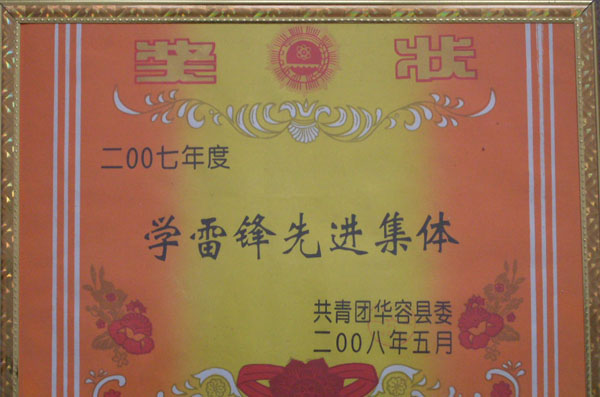 奖状
二00七年度
学雷锋先进集体
共青团华容县委
二00八年五月